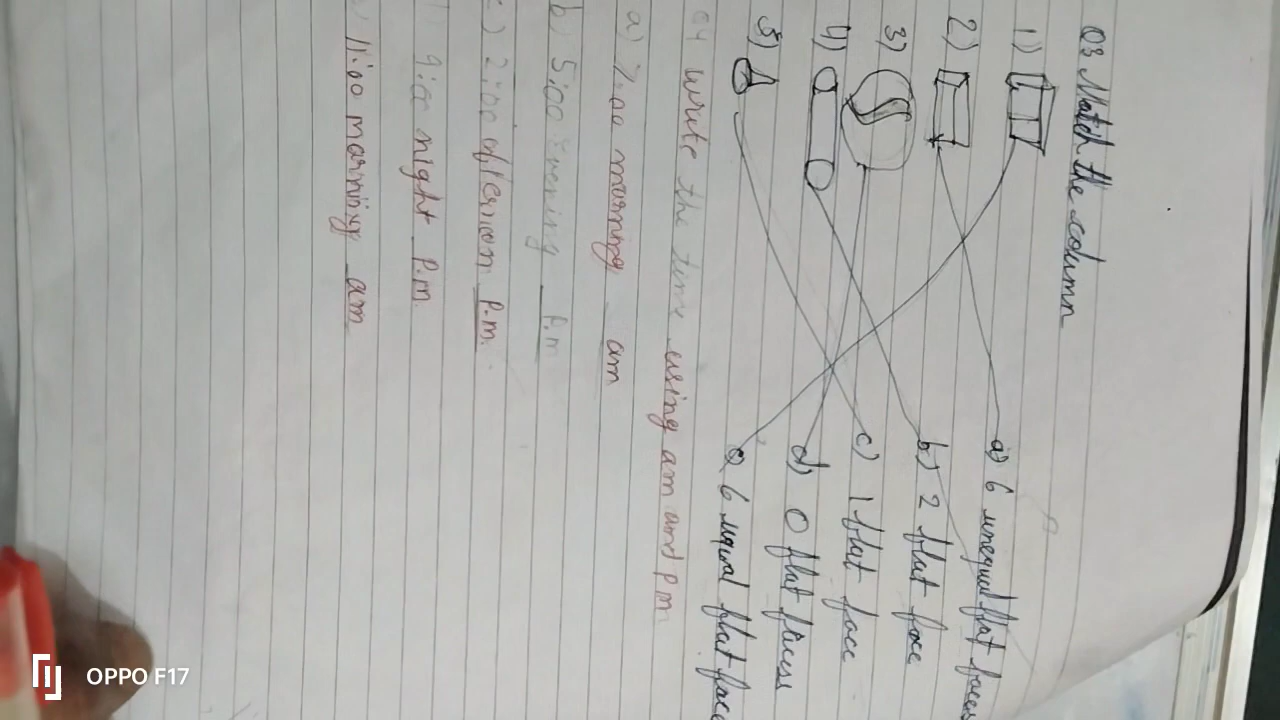 Q3 Match the column
1) a) 6 unequal flat faces
2) b) 2 flat face
3) c) 1 flat face
4) d) 0 flat faces
5) e) 6 equal flat face
Q4 write the time using am and P m
a) 7:00 morning am
b) 5:00 evening P.m
c) 2:00 afternoon P.m.
9:00 night P.m.
11:00 morning am
OPPO F17